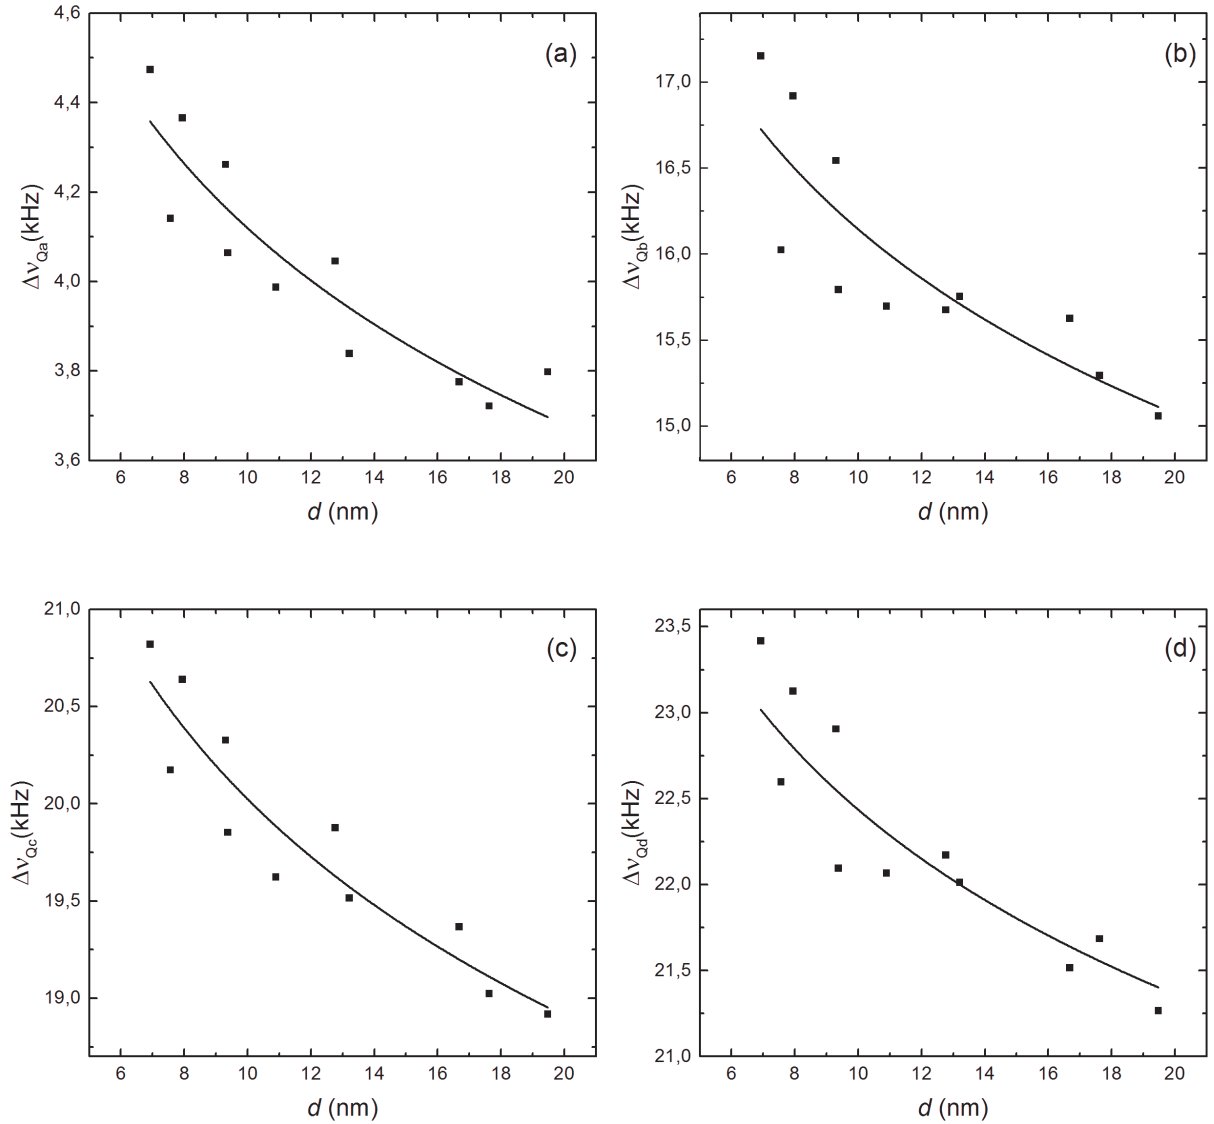 (a)
4,6
4,4
4,2
4,0
3,8
3,6
ΔνQa(kHz)
6 8 10 12 14 16 18 20
d (nm)
(b)
17,0
16,5
16,0
15,5
15,0
ΔνQb(kHz)
6 8 10 12 14 16 18 20
d (nm)
(c)
21,0
20,5
20,0
19,5
19,0
ΔνQc(kHz)
6 8 10 12 14 16 18 20
d (nm)
(d)
23,5
23,0
22,5
22,0
21,5
21,0
ΔνQd(kHz)
6 8 10 12 14 16 18 20
d (nm)